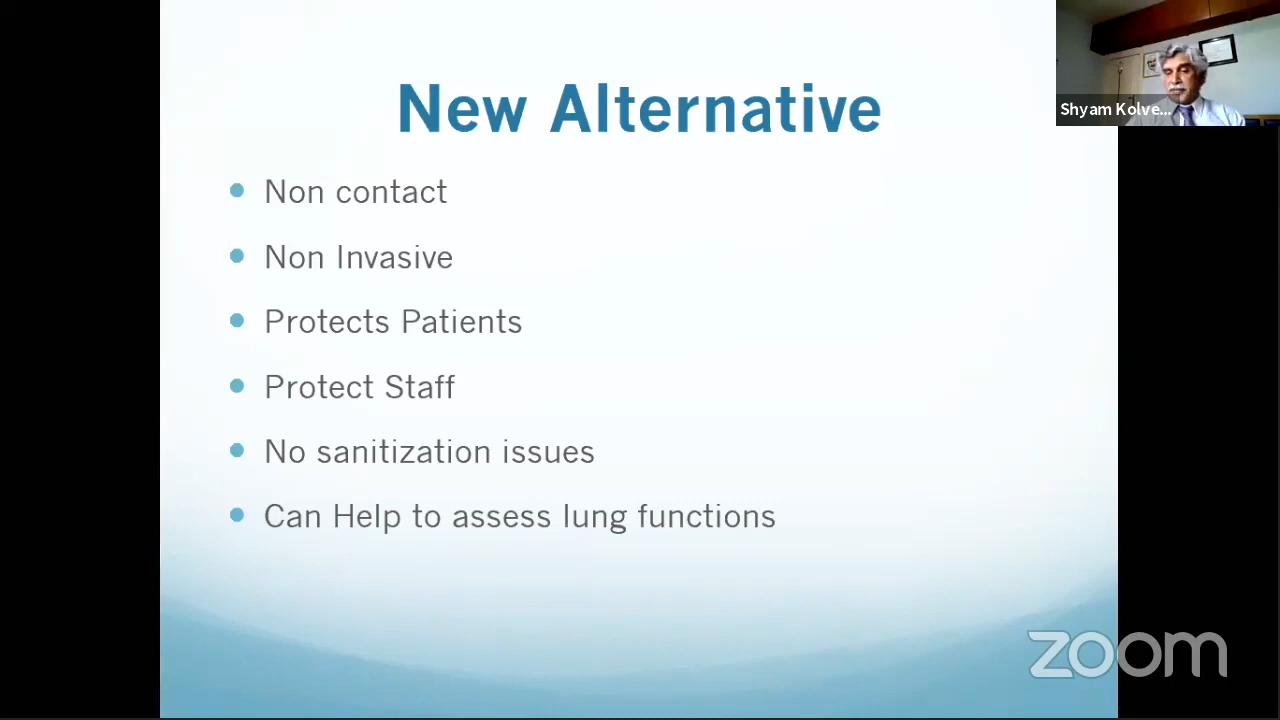 New Alternative
Shyam Kolve...
Non contact
Non Invasive
Protects Patients
Protect Staff
No sanitization issues
Can Help to assess lung functions
zoom